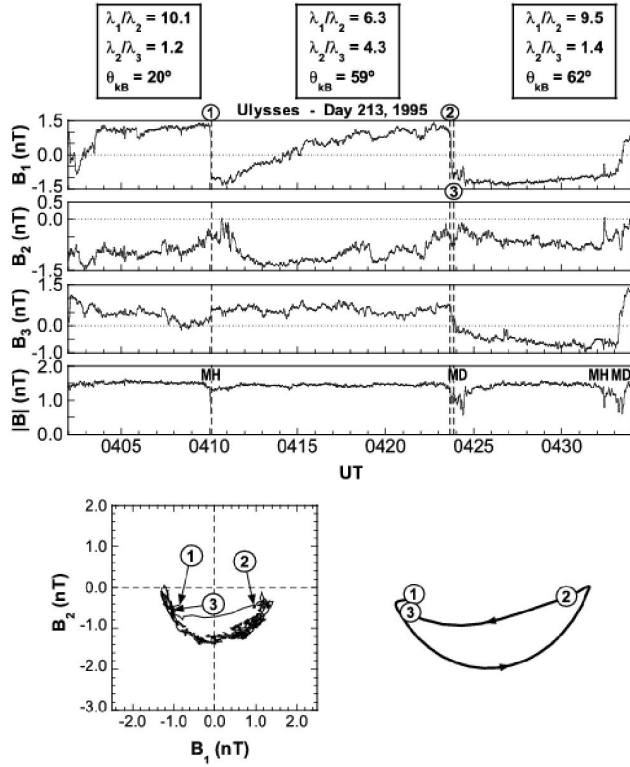 λ1/λ2 = 10.1
λ2/λ3 = 1.2
θkB = 20º
λ1/λ2 = 6.3
λ2/λ3 = 4.3
θkB = 59º
λ1/λ2 = 9.5
λ2/λ3 = 1.4
θkB = 62º
Ulysses - Day 213, 1995
1
2
1.5
0.0
-1.5
B1 (nT)
3
0.5
0.0
-1.5
B2 (nT)
1.5
0.0
-1.0
B3 (nT)
2.0
1.0
0.0
|B| (nT)
MH
MD
MH MD
0405 0410 0415 0420 0425 0430
UT
2.0
1.0
0.0
-1.0
-2.0
-3.0
B2 (nT)
1
2
3
-2.0 -1.0 0.0 1.0 2.0
B1 (nT)
1
2
3